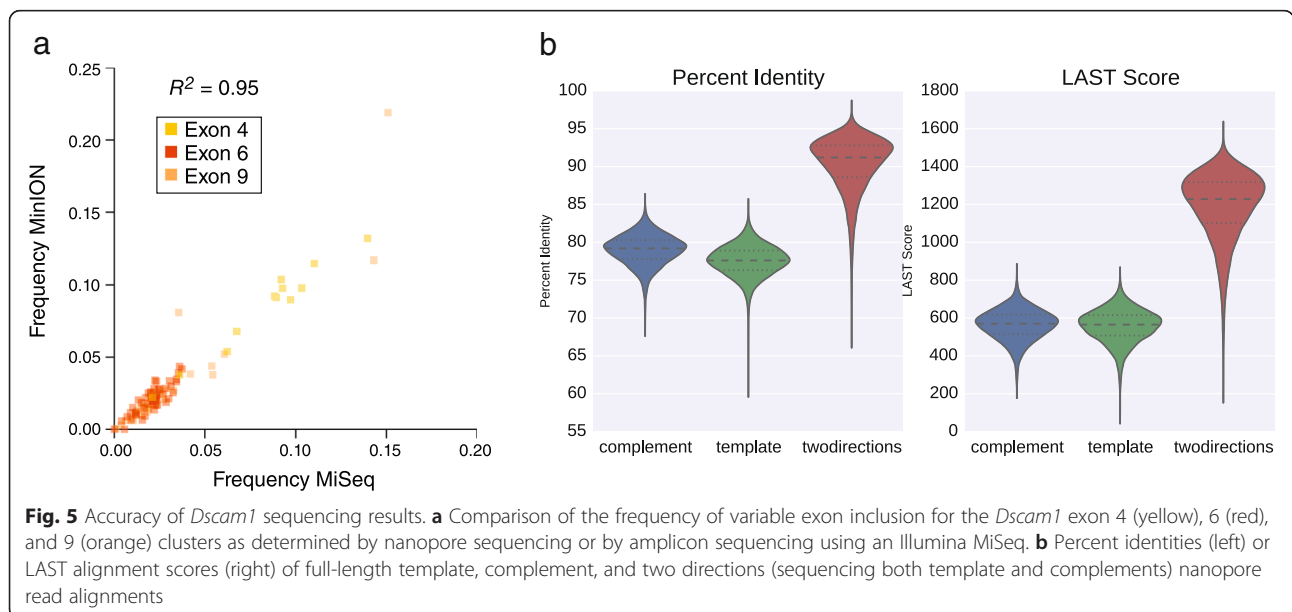 a
0.25
0.20
0.15
0.10
0.05
0.00
Frequency MinION
R² = 0.95
Exon 4
Exon 6
Exon 9
0.00 0.05 0.10 0.15 0.20
Frequency MiSeq
b
Percent Identity
100
95
90
85
80
75
70
65
60
55
Percent Identity
complement template twodirections
LAST Score
1800
1600
1400
1200
1000
800
600
400
200
0
LAST Score
complement template twodirections
Fig. 5 Accuracy of Dscam1 sequencing results. a Comparison of the frequency of variable exon inclusion for the Dscam1 exon 4 (yellow), 6 (red),
and 9 (orange) clusters as determined by nanopore sequencing or by amplicon sequencing using an Illumina MiSeq. b Percent identities (left) or
LAST alignment scores (right) of full-length template, complement, and two directions (sequencing both template and complements) nanopore
read alignments